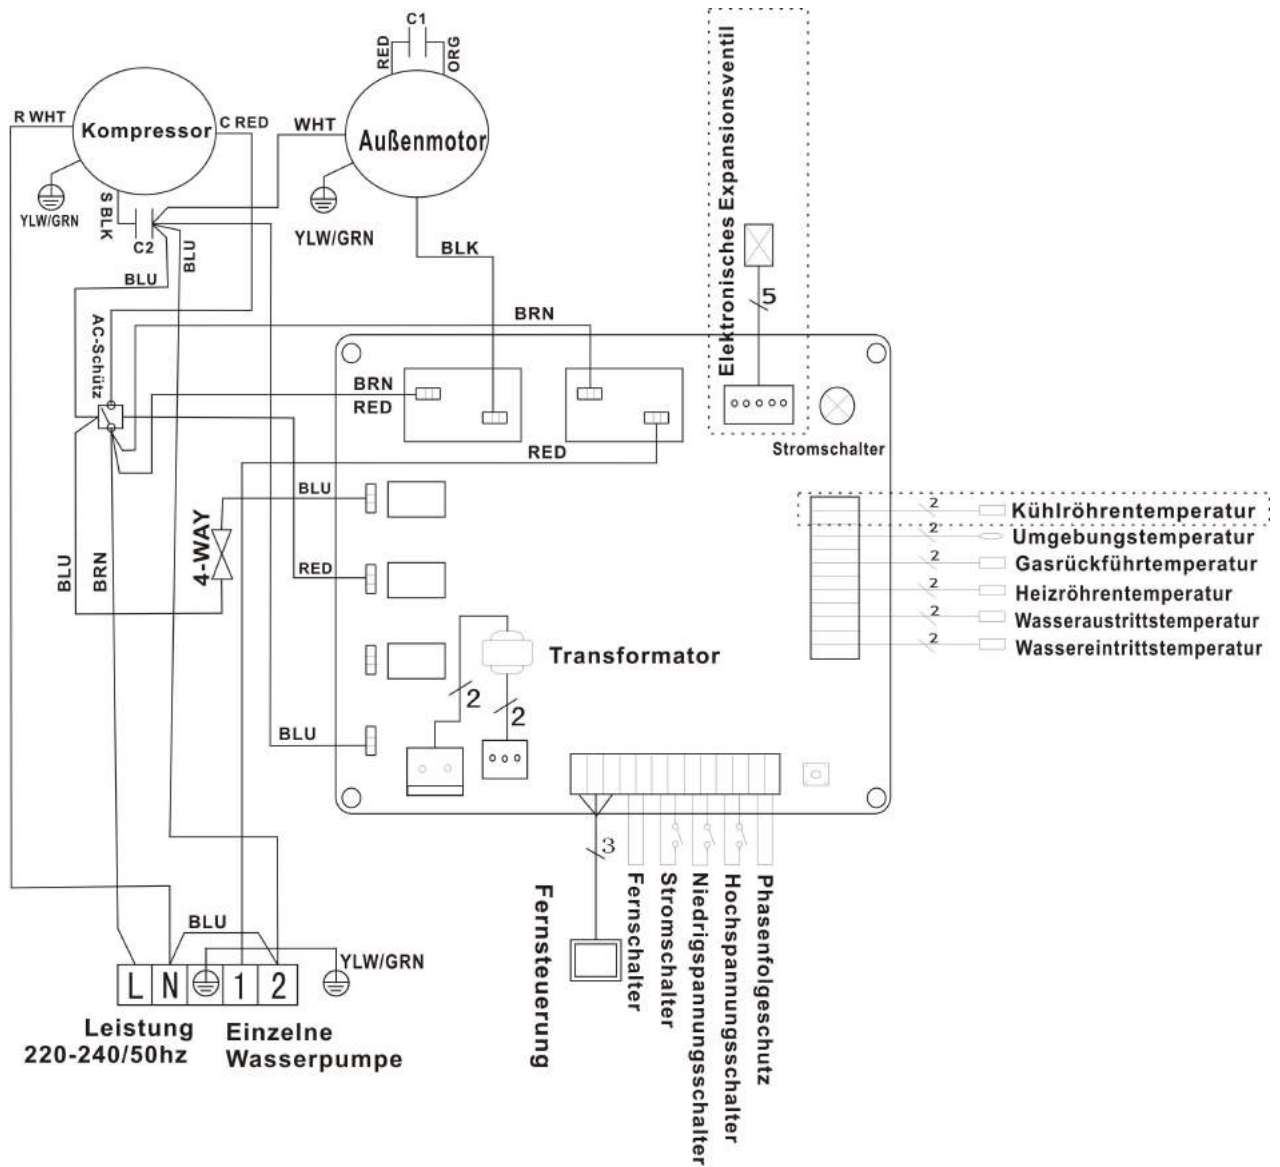 C1
RED
ORG
Elektronisches Expansionsventil
R WHT
Kompressor
C RED
WHT
Außenmotor
YLW/GRN
S BLK
C2
BLU
YLW/GRN
BLK
BLU
5
AC-Schütz
BRN
BRN
RED
RED
Stromschalter
BLU
4-WAY
2
Kühlröhrentemperatur
2
Umgebungstemperatur
2
Gasrückführtemperatur
2
Heizröhrentemperatur
2
Wasseraustrittstemperatur
2
Wassereintrittstemperatur
BLU
BRN
RED
Transformator
2
2
BLU
3
Fernsteuerung
Fernschalter
Stromschalter
Niedrigspannungsschalter
Hochspannungsschalter
Phasenfolgeschutz
BLU
YLW/GRN
L N 1 2
Leistung
220-240/50hz
Einzelne
Wasserpumpe